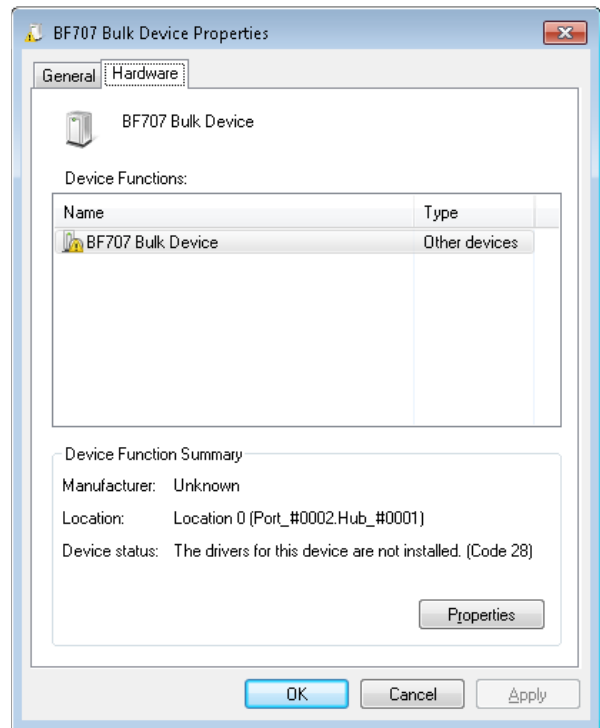 BF707 Bulk Device Properties
General Hardware
BF707 Bulk Device
Device Functions:
Name Type
BF707 Bulk Device Other devices
Device Function Summary
Manufacturer: Unknown
Location: Location 0 (Port_#0002.Hub_#0001)
Device status: The drivers for this device are not installed. (Code 28)
Properties
OK Cancel Apply